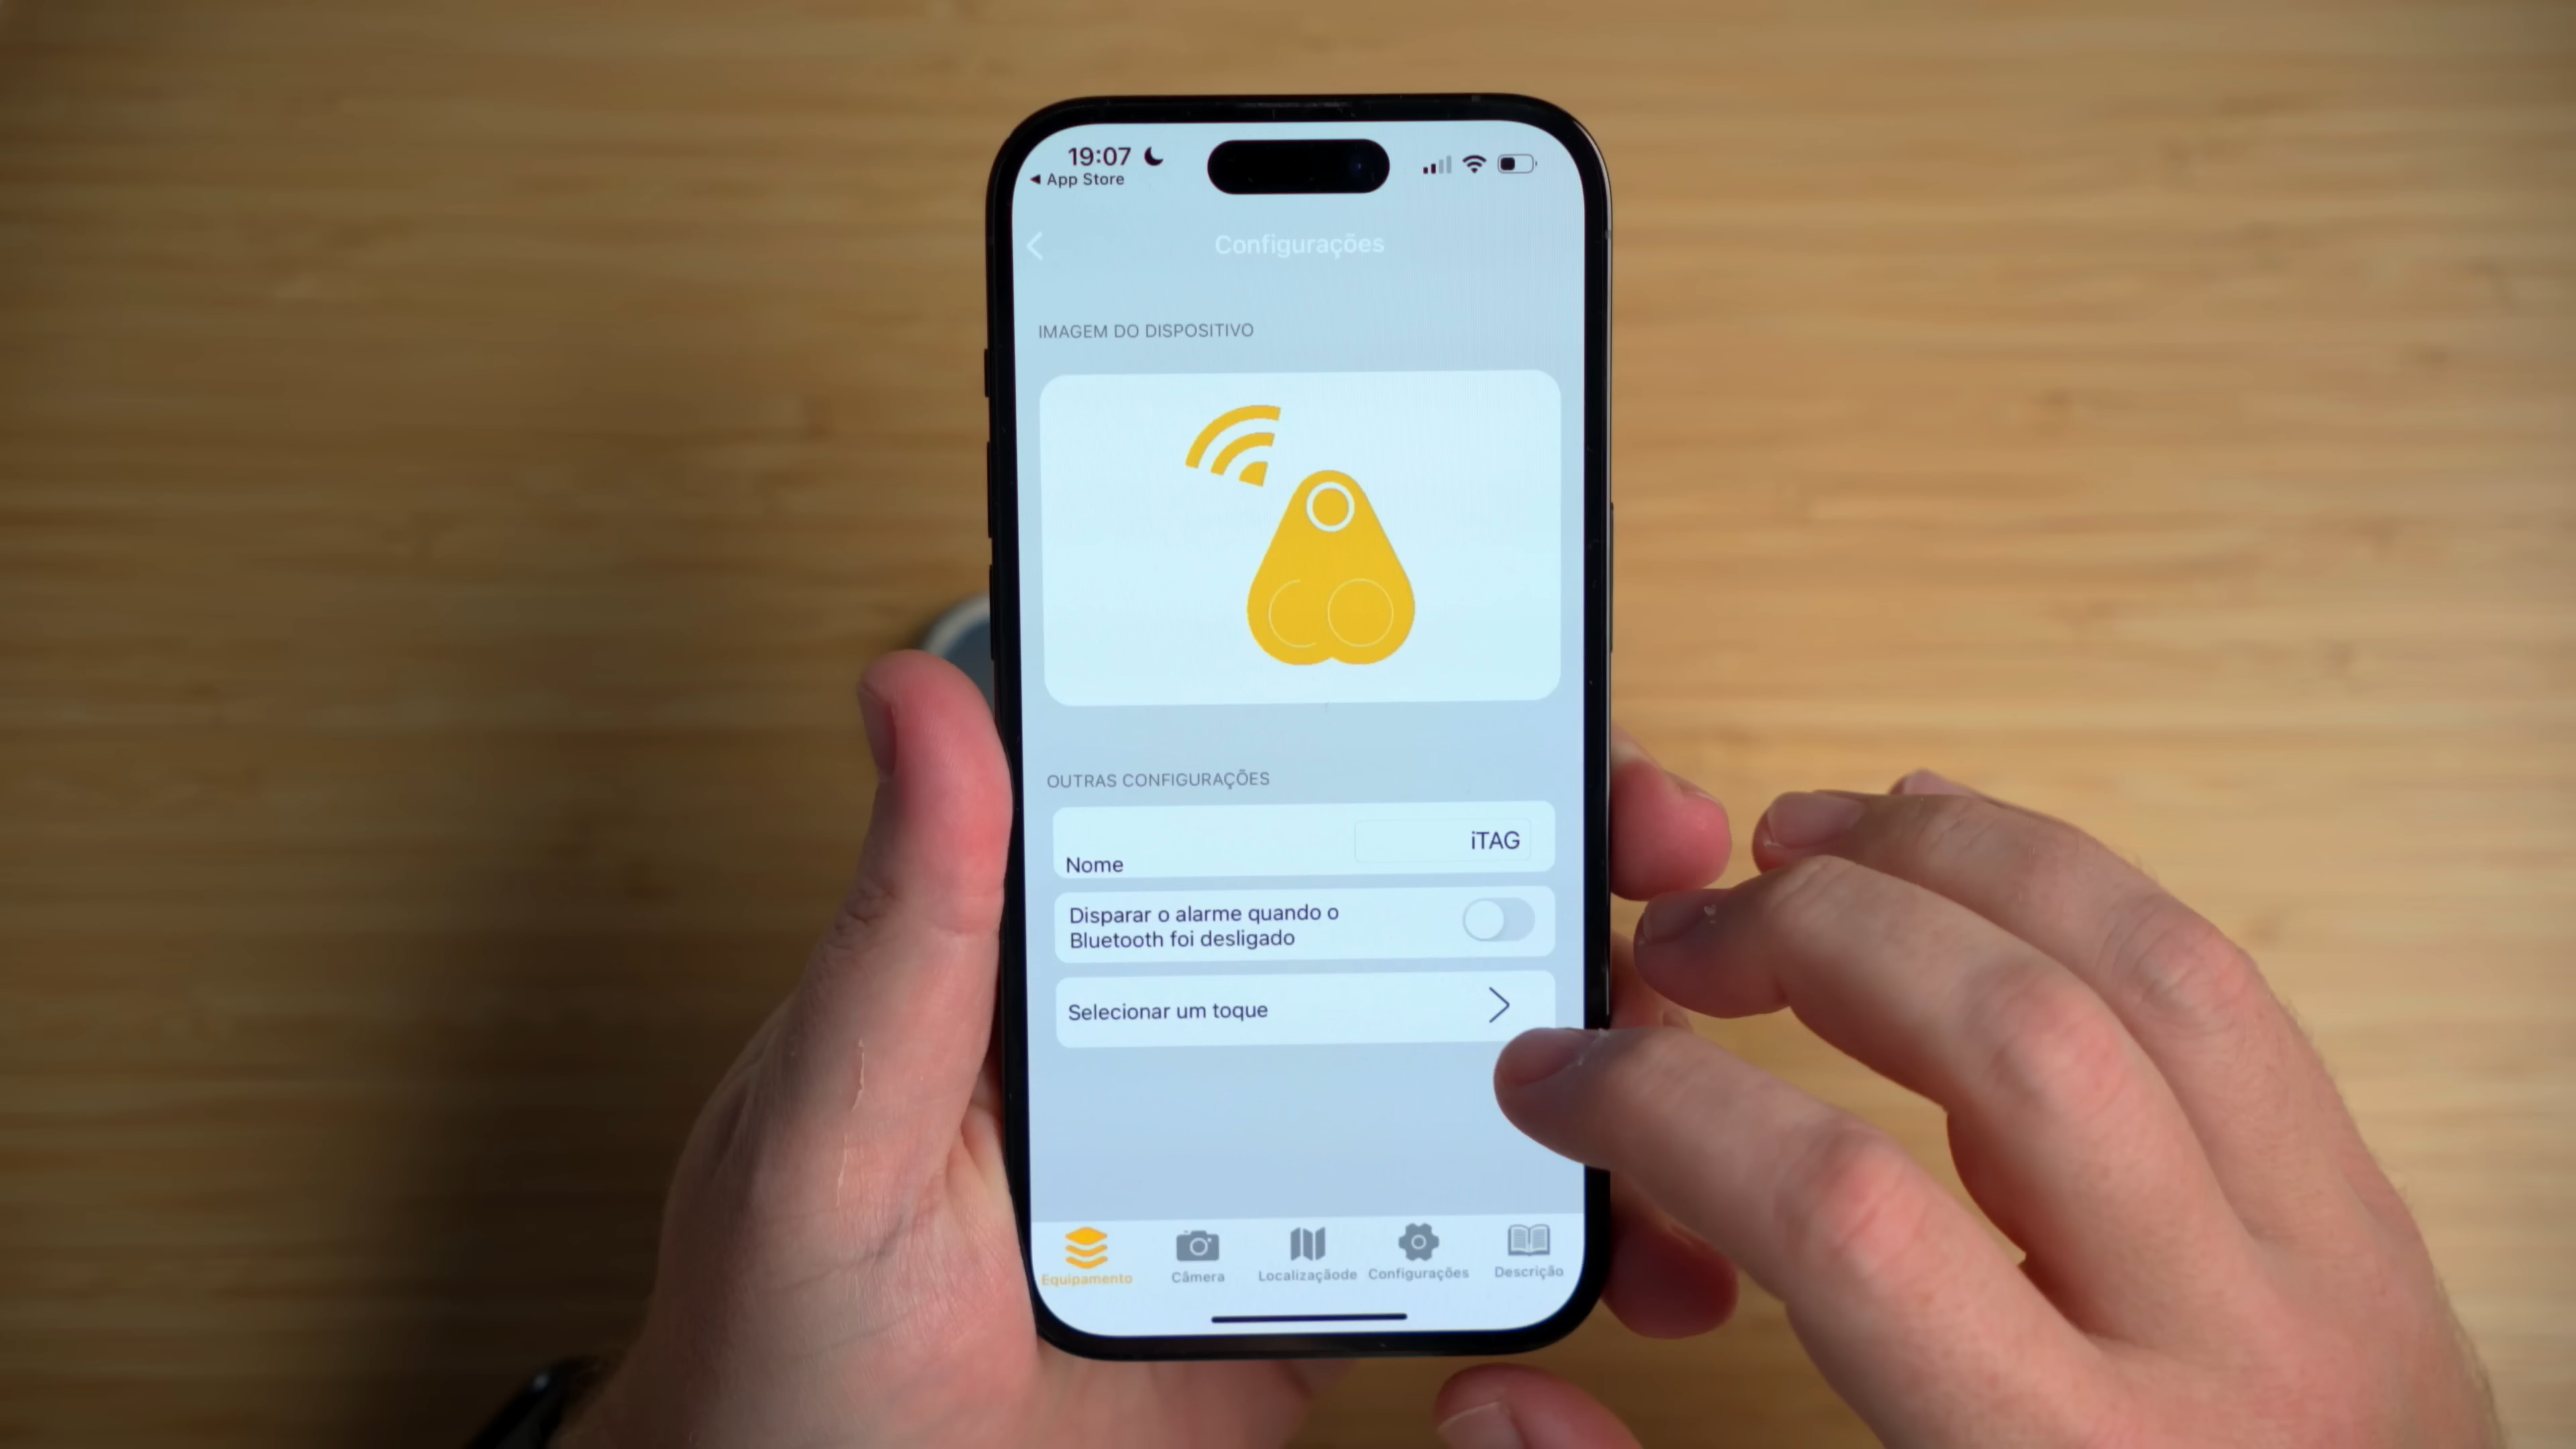 19:07
App Store
Configurações
IMAGEM DO DISPOSITIVO
OUTRAS CONFIGURAÇÕES
Nome
iTAG
Disparar o alarme quando o
Bluetooth foi desligado
Selecionar um toque
Equipamento
Câmera
Localizaçãode
Configurações
Descrição